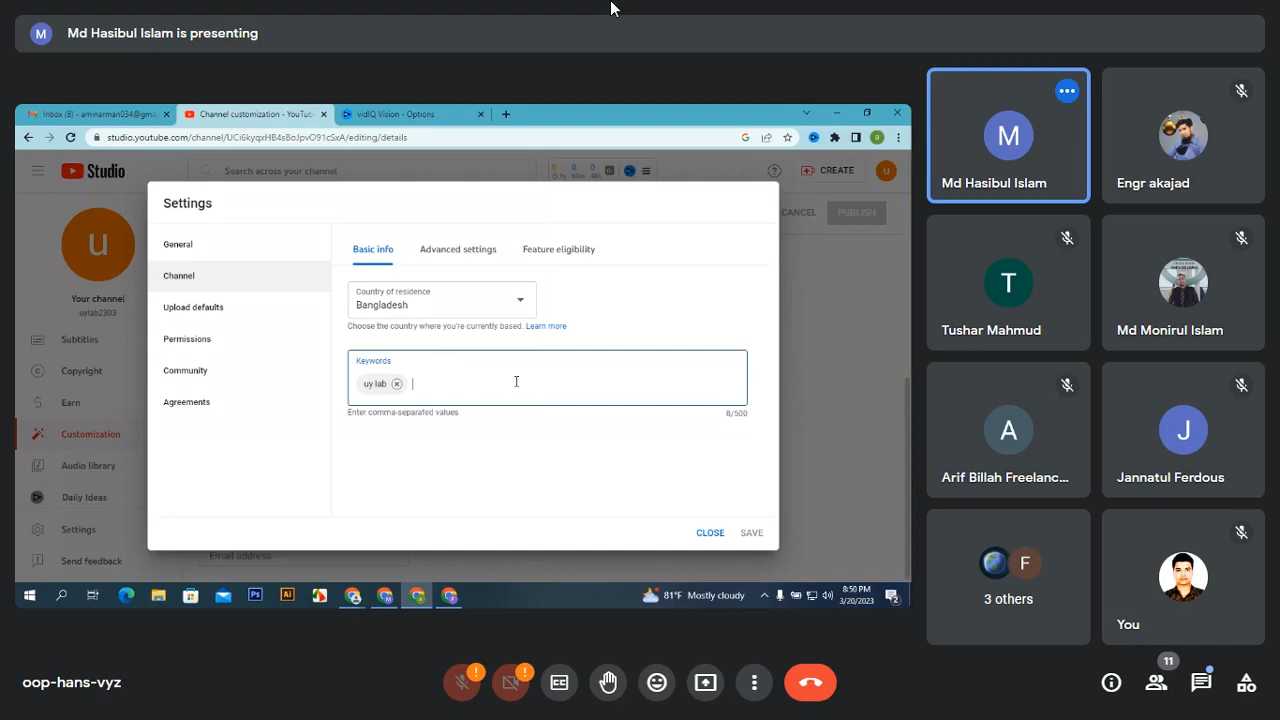 M Md Hasibul Islam is presenting
Inbox (8) - aminarman034@gma
Channel customization - YouTube
vidIQ Vision - Options
studio.youtube.com/channel/UCi6kyqxHB4sBoJpvO91cSxA/editing/details
Studio
Search across your channel
CREATE
u
CANCEL
PUBLISH
u
Your channel
uylab2303
Subtitles
Copyright
Earn
Customization
Audio library
Daily Ideas
Settings
Send feedback
Email address
Settings
General
Channel
Upload defaults
Permissions
Community
Agreements
Basic info
Advanced settings
Feature eligibility
Country of residence
Bangladesh
Choose the country where you're currently based. Learn more
Keywords
uy lab
Enter comma-separated values
8/500
CLOSE
SAVE
Ps
Ai
81°F Mostly cloudy
8:50 PM
3/20/2023
2
M
Md Hasibul Islam
Engr akajad
T
Tushar Mahmud
Md Monirul Islam
A
Arif Billah Freelanc...
J
Jannatul Ferdous
F
3 others
You
oop-hans-vyz
11